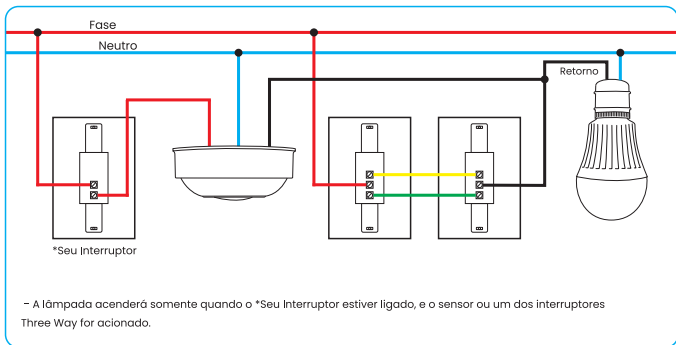 Fase
Neutro
Retorno
*Seu Interruptor
- A lâmpada acenderá somente quando o *Seu Interruptor estiver ligado, e o sensor ou um dos interruptores
Three Way for acionado.